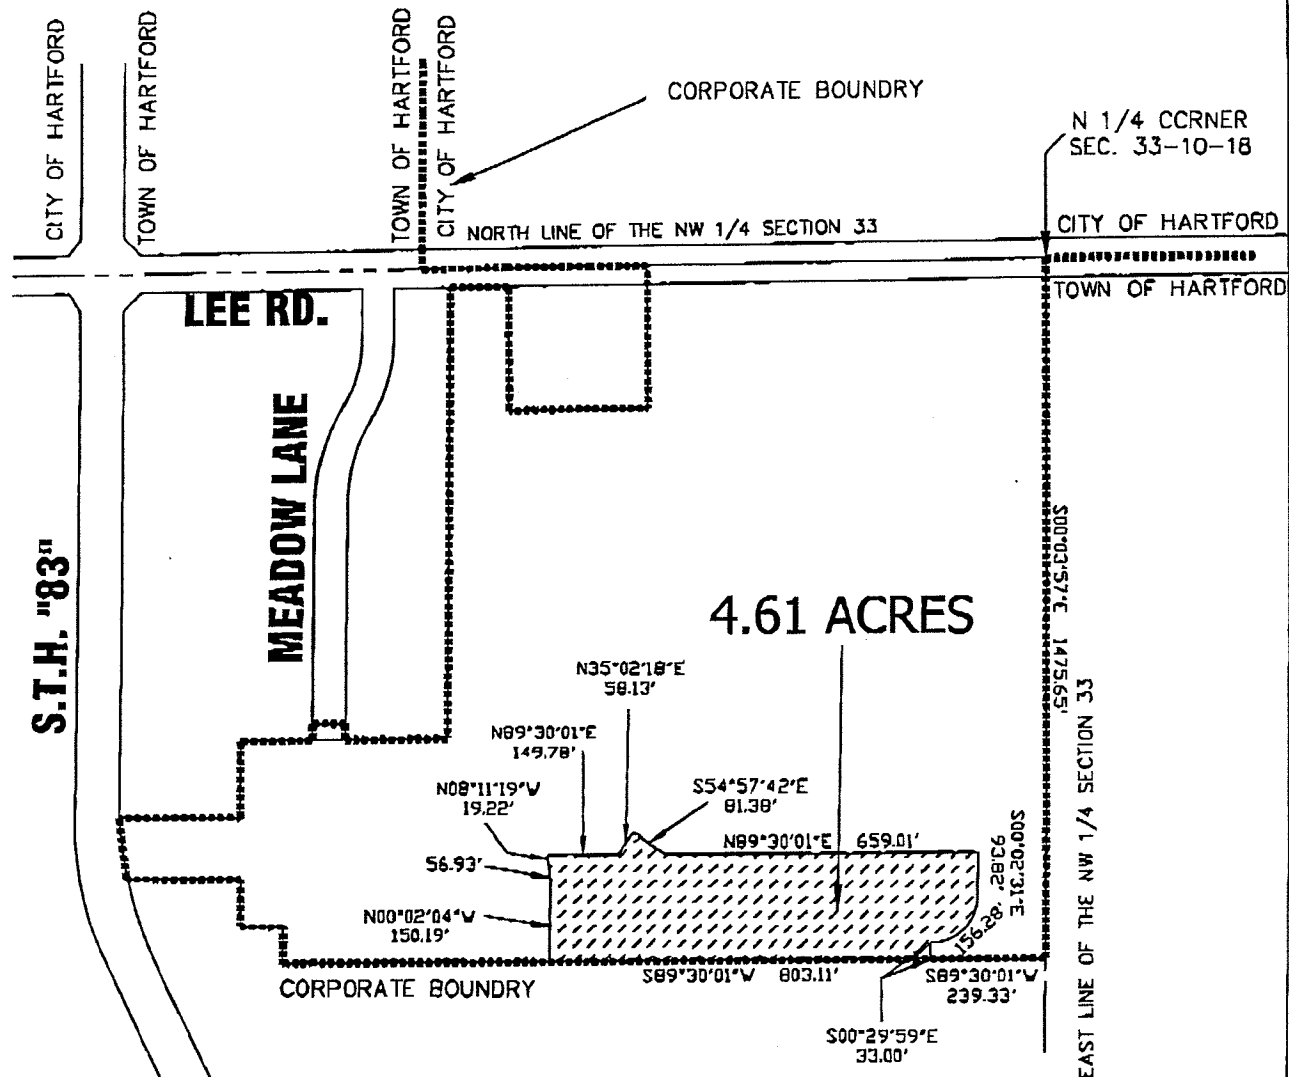 CITY OF HARTFORD
TOWN OF HARTFORD
TOWN OF HARTFORD
CITY OF HARTFORD
CORPORATE BOUNDRY
N 1/4 CCRNER
SEC. 33-10-18
NORTH LINE OF THE NW 1/4 SECTION 33
CITY OF HARTFORD
TOWN OF HARTFORD
LEE RD.
MEADOW LANE
S.T.H. "83"
S00°03'57"E 1475.65'
4.61 ACRES
N35°02'18"E
58.13'
N89°30'01"E
149.78'
N08°11'19"W
19.22'
S54°57'42"E
81.38'
N89°30'01"E 659.01'
S00°02'31"E
93.82'
56.93'
N00°02'04"W
150.19'
156.28'
S89°30'01"W 803.11'
S89°30'01"W
239.33'
CORPORATE BOUNDRY
S00°29'59"E
33.00'
EAST LINE OF THE NW 1/4 SECTION 33